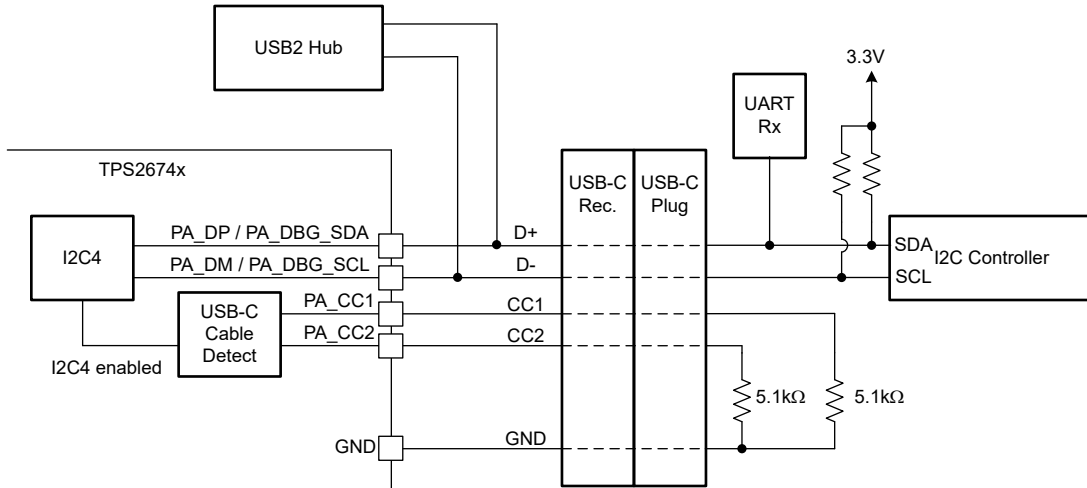 USB2 Hub
3.3V
UART
Rx
TPS2674x
USB-C
Rec.
USB-C
Plug
I2C4
PA_DP / PA_DBG_SDA
D+
SDA
I2C Controller
PA_DM / PA_DBG_SCL
D-
SCL
USB-C
Cable
Detect
PA_CC1
CC1
PA_CC2
CC2
I2C4 enabled
5.1kΩ
5.1kΩ
GND
GND